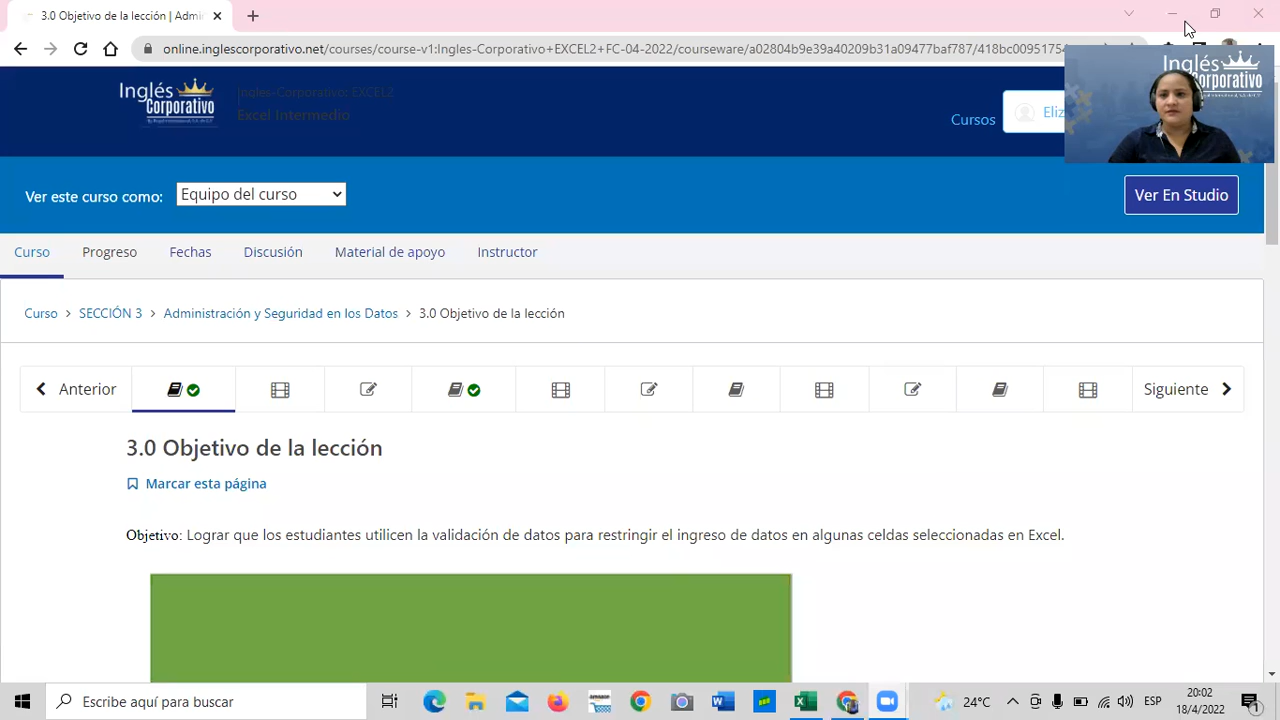 3.0 Objetivo de la lección | Admi
online.inglescorporativo.net/courses/course-v1:Ingles-Corporativo+EXCEL2+FC-04-2022/courseware/a02804b9e39a40209b31a09477baf787/418bc00951754
Inglés
Corporativo
Ingles-Corporativo: EXCEL2
Excel Intermedio
Cursos
Eliz
Inglés
Corporativo
Ver este curso como:
Equipo del curso
Ver En Studio
Curso
Progreso
Fechas
Discusión
Material de apoyo
Instructor
Curso > SECCIÓN 3 > Administración y Seguridad en los Datos > 3.0 Objetivo de la lección
Anterior
Siguiente
3.0 Objetivo de la lección
Marcar esta página
Objetivo: Lograr que los estudiantes utilicen la validación de datos para restringir el ingreso de datos en algunas celdas seleccionadas en Excel.
Escribe aquí para buscar
24°C
ESP
20:02
18/4/2022